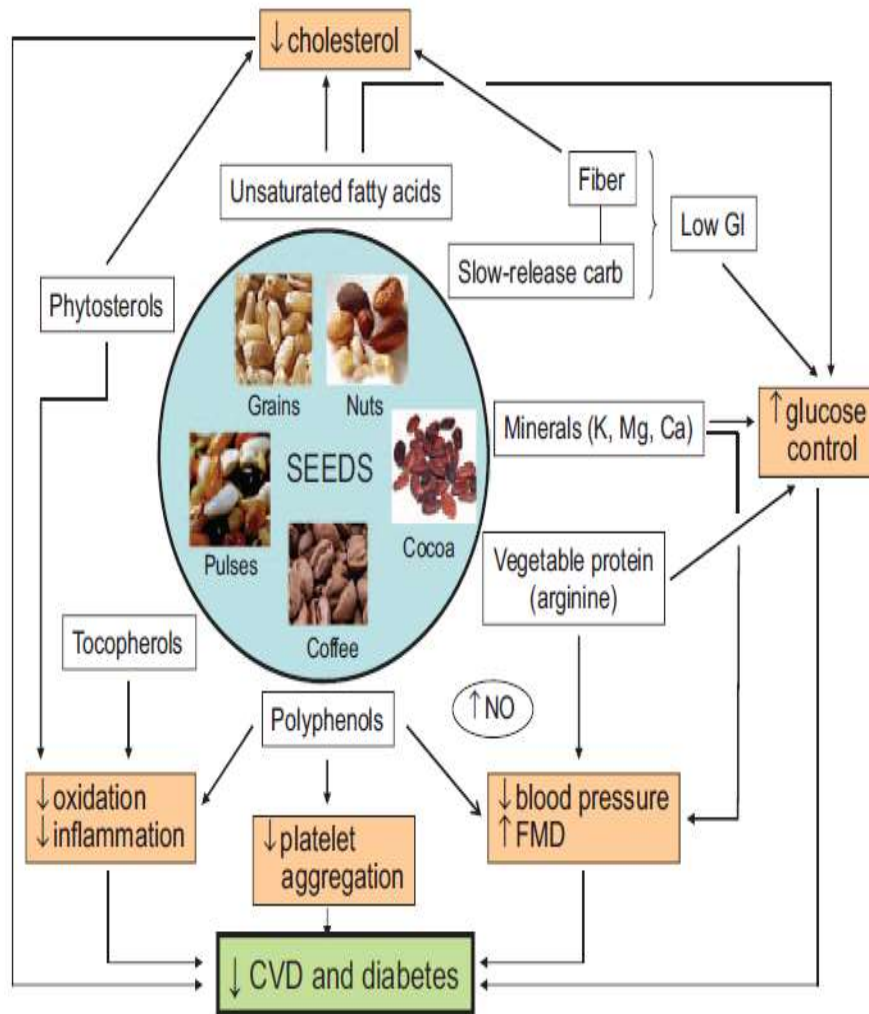 ↓cholesterol
Unsaturated fatty acids
Fiber
Low GI
Slow-release carb
Phytosterols
Grains
Nuts
Minerals (K, Mg, Ca)
↑glucose
control
SEEDS
Pulses
Cocoa
Coffee
Vegetable protein
(arginine)
Tocopherols
Polyphenols
↑NO
↓oxidation
↓inflammation
↓platelet
aggregation
↓blood pressure
↑FMD
↓ CVD and diabetes